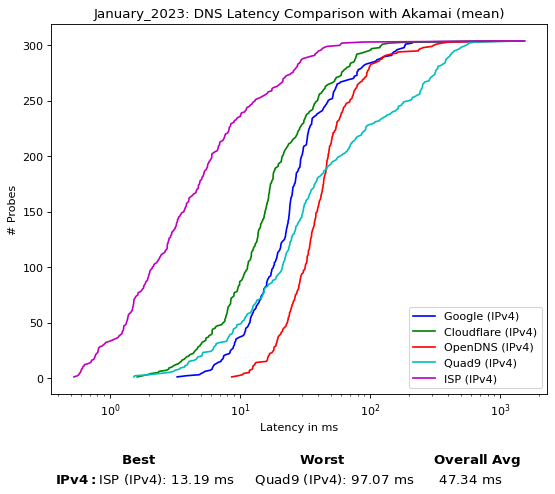 January_2023: DNS Latency Comparison with Akamai (mean)
300
250
200
150
100
50
0
# Probes
10^0
10^1
10^2
10^3
Latency in ms
Google (IPv4)
Cloudflare (IPv4)
OpenDNS (IPv4)
Quad9 (IPv4)
ISP (IPv4)
Best Worst Overall Avg
IPv4: ISP (IPv4): 13.19 ms Quad9 (IPv4): 97.07 ms 47.34 ms